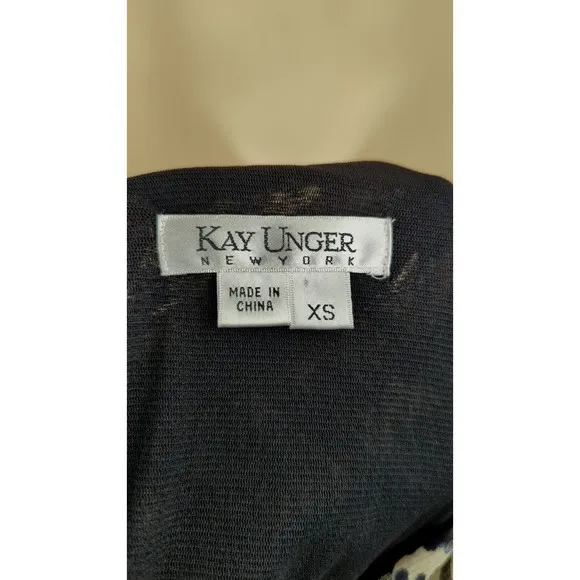 KAY UNGER
NEW YORK
MADE IN
CHINA
XS